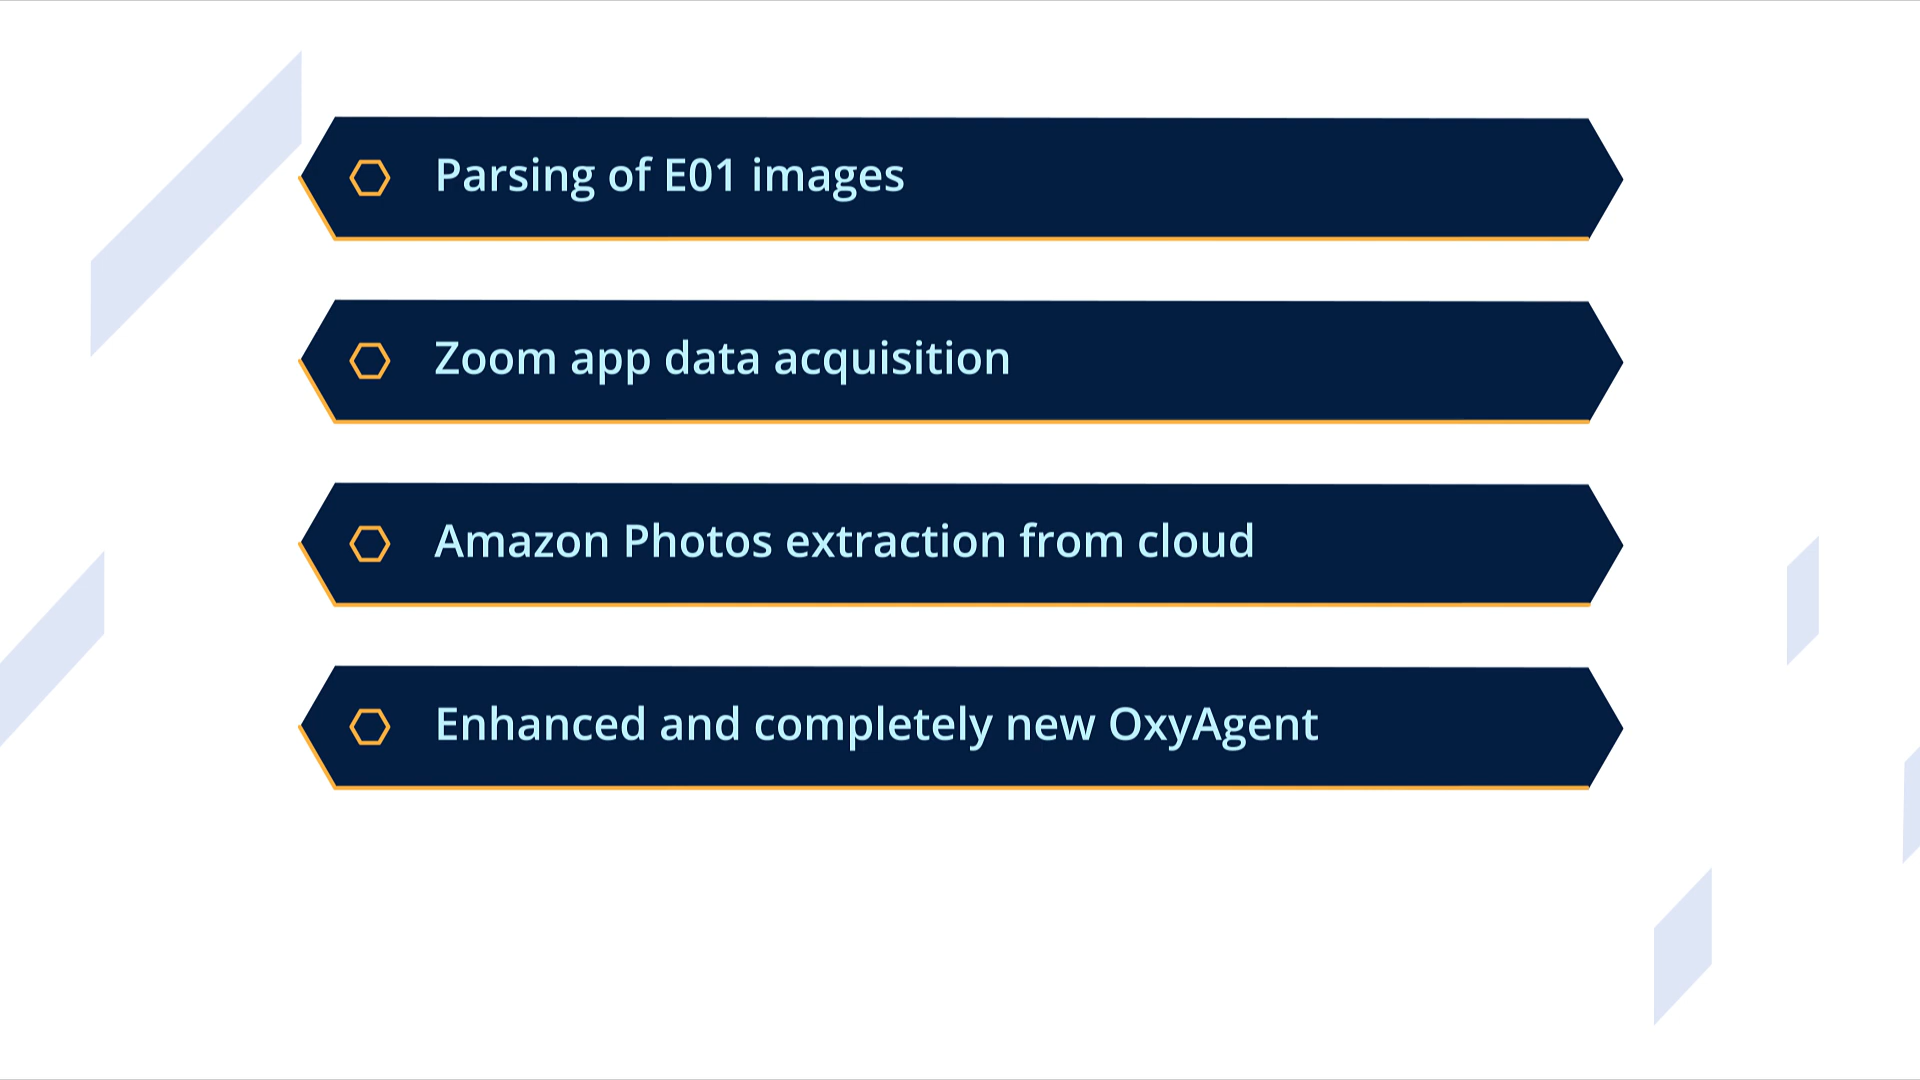 Parsing of E01 images
Zoom app data acquisition
Amazon Photos extraction from cloud
Enhanced and completely new OxyAgent